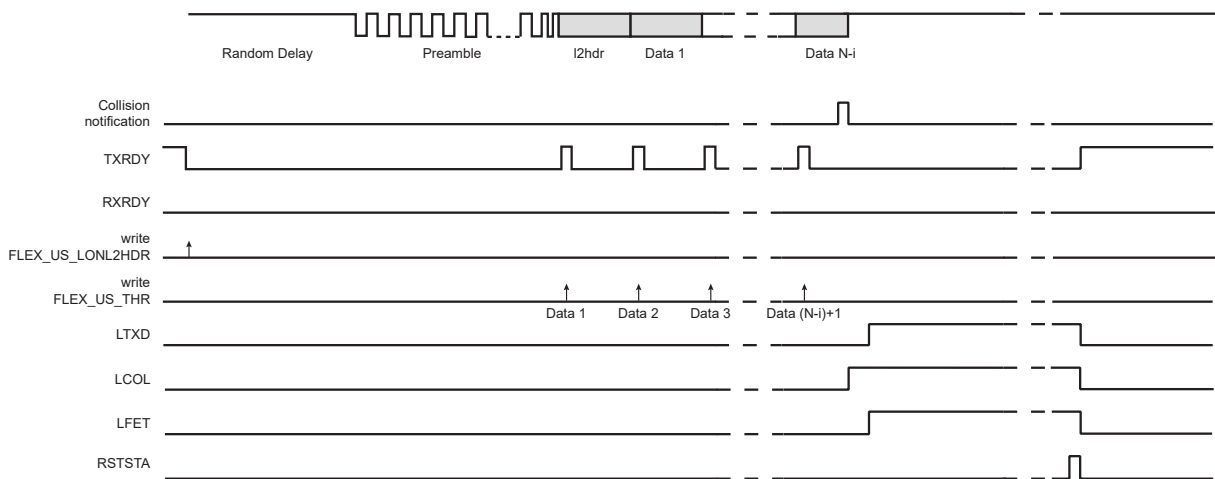 Random Delay
Preamble
l2hdr
Data 1
Data N-i
Collision
notification
TXRDY
RXRDY
write
FLEX_US_LONL2HDR
write
FLEX_US_THR
Data 1
Data 2
Data 3
Data (N-i)+1
LTXD
LCOL
LFET
RSTSTA